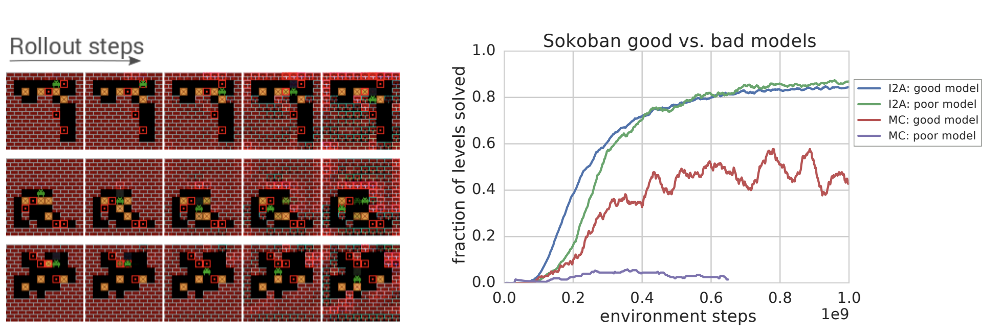 Rollout steps
Sokoban good vs. bad models
fraction of levels solved
1.0
0.8
0.6
0.4
0.2
0.0
0.0 0.2 0.4 0.6 0.8 1.0
1e9
environment steps
I2A: good model
I2A: poor model
MC: good model
MC: poor model